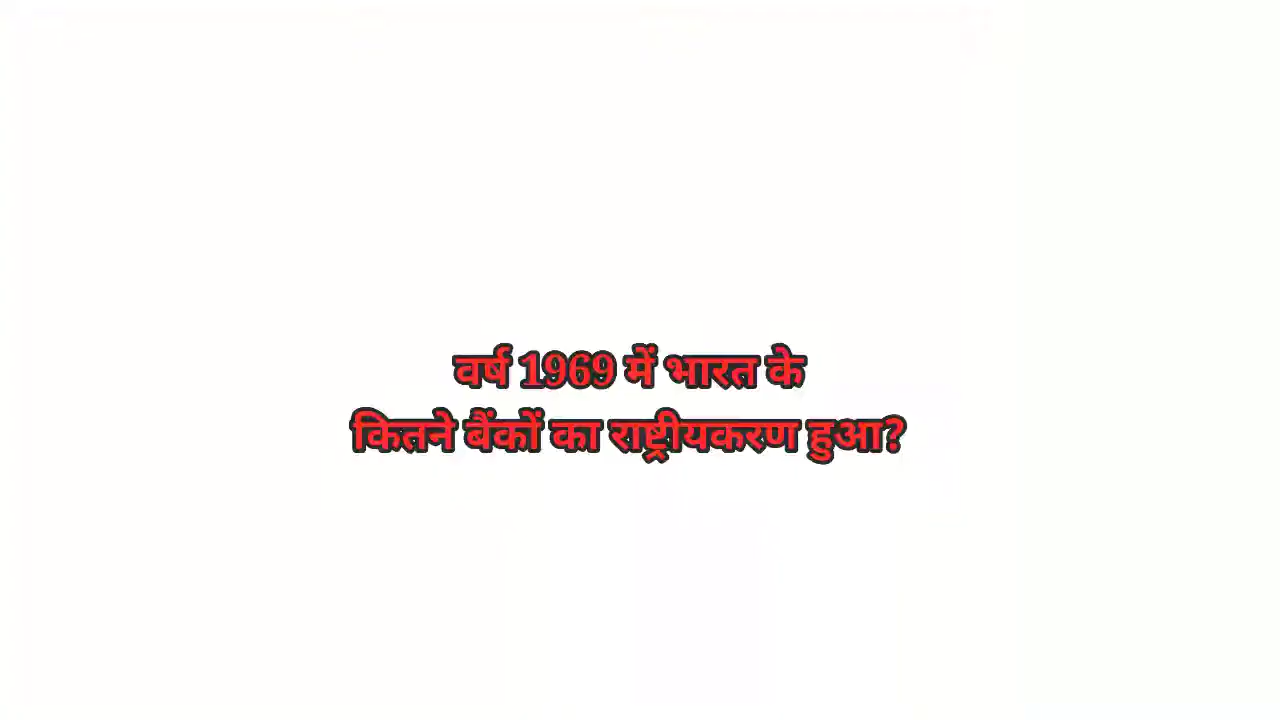 वर्ष 1969 में भारत के
कितने बैंकों का राष्ट्रीयकरण हुआ?